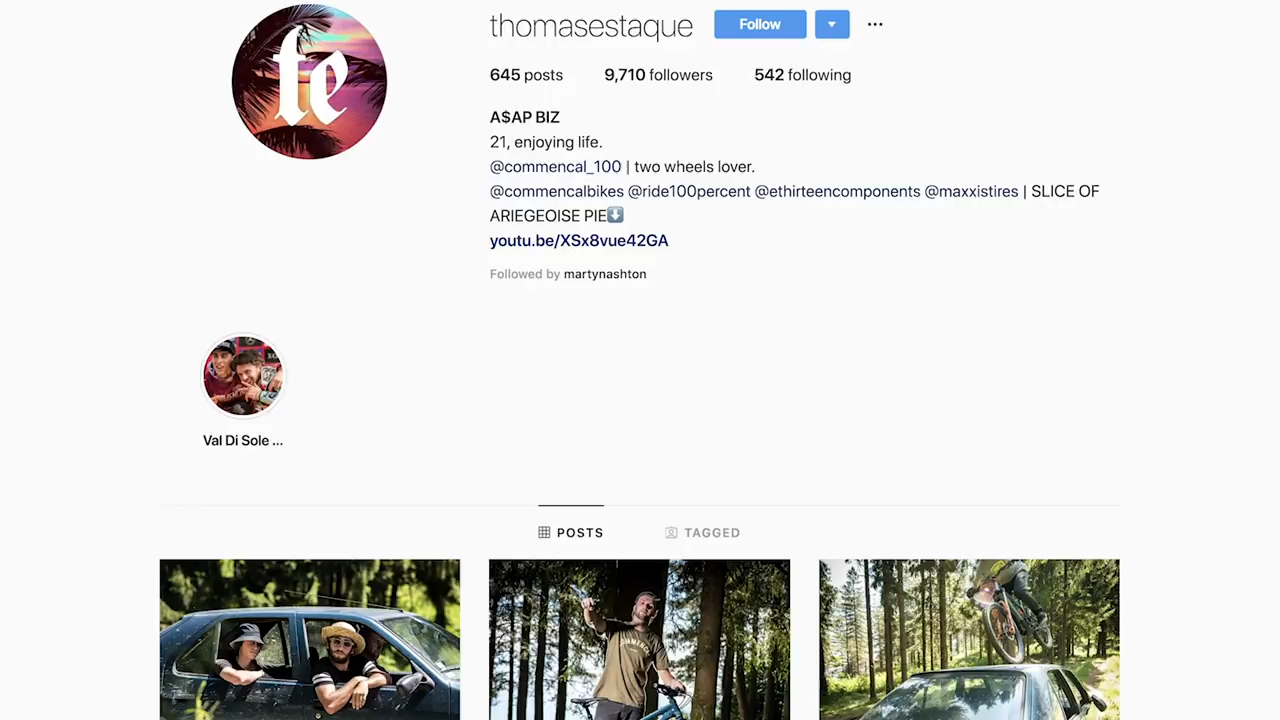 te
thomasestaque Follow
645 posts 9,710 followers 542 following
A$AP BIZ
21, enjoying life.
@commencal_100 | two wheels lover.
@commencalbikes @ride100percent @ethirteencomponents @maxxistires | SLICE OF
ARIEGEOISE PIE⬇️
youtu.be/XSx8vue42GA
Followed by martynashton
Val Di Sole ...
POSTS TAGGED